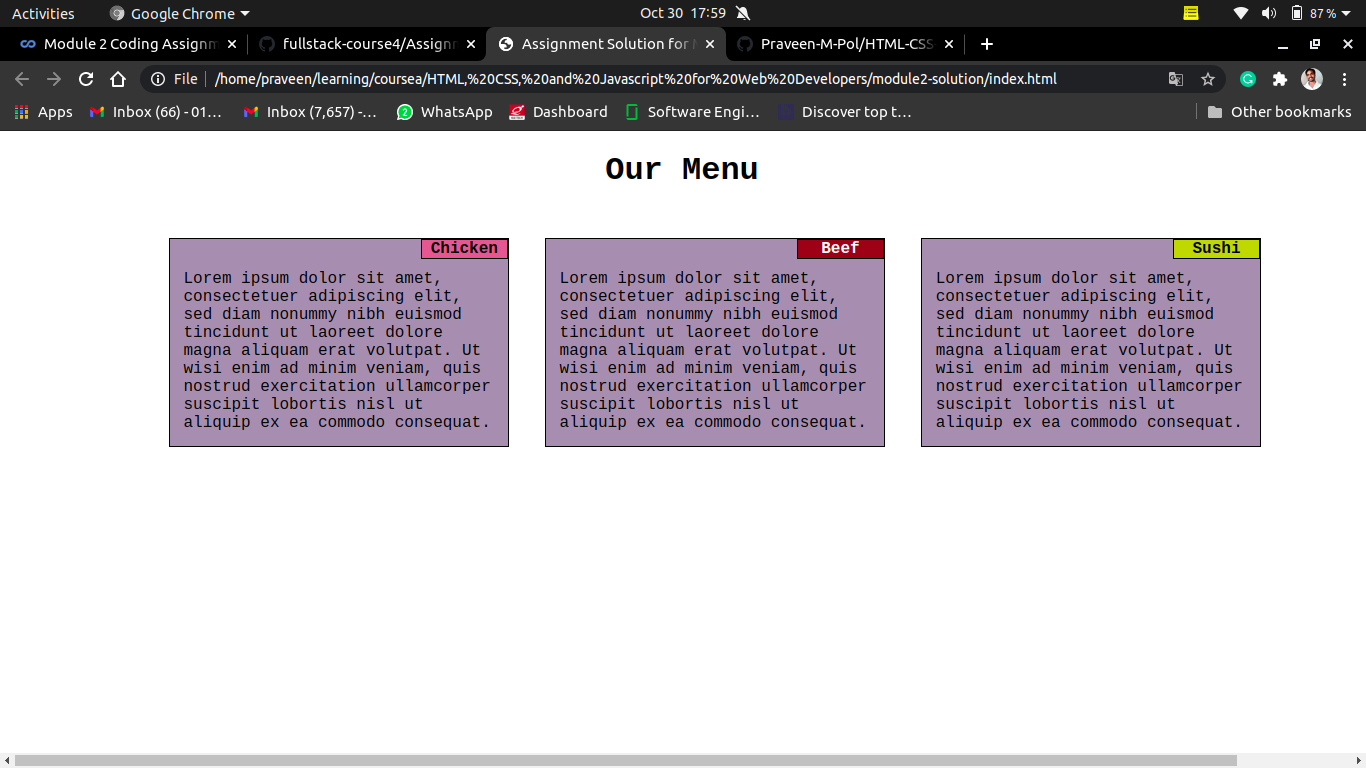 Activities Google Chrome Oct 30 17:59 87%
Module 2 Coding Assignm fullstack-course4/Assignm Assignment Solution for Praveen-M-Pol/HTML-CSS
File /home/praveen/learning/coursea/HTML,%20CSS,%20and%20Javascript%20for%20Web%20Developers/module2-solution/index.html
Apps Inbox (66) - 01... Inbox (7,657) -... WhatsApp Dashboard Software Engi... Discover top t... Other bookmarks
Our Menu
Chicken
Lorem ipsum dolor sit amet,
consectetuer adipiscing elit,
sed diam nonummy nibh euismod
tincidunt ut laoreet dolore
magna aliquam erat volutpat. Ut
wisi enim ad minim veniam, quis
nostrud exercitation ullamcorper
suscipit lobortis nisl ut
aliquip ex ea commodo consequat.
Beef
Lorem ipsum dolor sit amet,
consectetuer adipiscing elit,
sed diam nonummy nibh euismod
tincidunt ut laoreet dolore
magna aliquam erat volutpat. Ut
wisi enim ad minim veniam, quis
nostrud exercitation ullamcorper
suscipit lobortis nisl ut
aliquip ex ea commodo consequat.
Sushi
Lorem ipsum dolor sit amet,
consectetuer adipiscing elit,
sed diam nonummy nibh euismod
tincidunt ut laoreet dolore
magna aliquam erat volutpat. Ut
wisi enim ad minim veniam, quis
nostrud exercitation ullamcorper
suscipit lobortis nisl ut
aliquip ex ea commodo consequat.